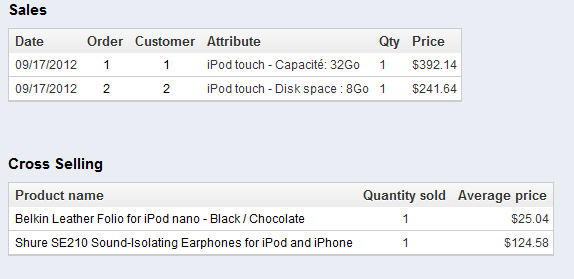 Sales
Date Order Customer Attribute Qty Price
09/17/2012 1 1 iPod touch - Capacité: 32Go 1 $392.14
09/17/2012 2 2 iPod touch - Disk space : 8Go 1 $241.64
Cross Selling
Product name Quantity sold Average price
Belkin Leather Folio for iPod nano - Black / Chocolate 1 $25.04
Shure SE210 Sound-Isolating Earphones for iPod and iPhone 1 $124.58